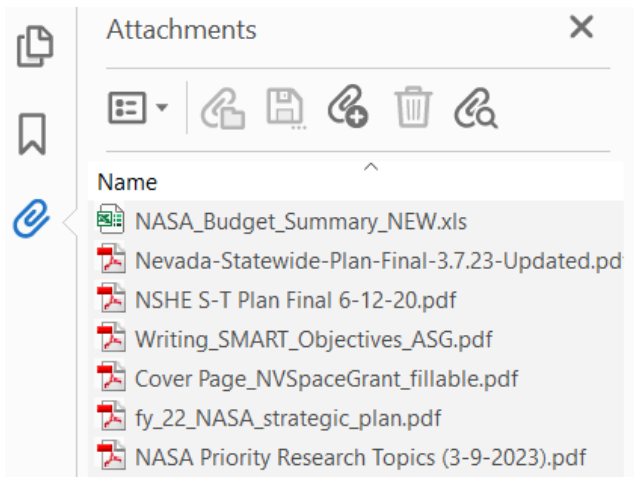 Attachments
Name
NASA_Budget_Summary_NEW.xls
Nevada-Statewide-Plan-Final-3.7.23-Updated.pd
NSHE S-T Plan Final 6-12-20.pdf
Writing_SMART_Objectives_ASG.pdf
Cover Page_NVSpaceGrant_fillable.pdf
fy_22_NASA_strategic_plan.pdf
NASA Priority Research Topics (3-9-2023).pdf